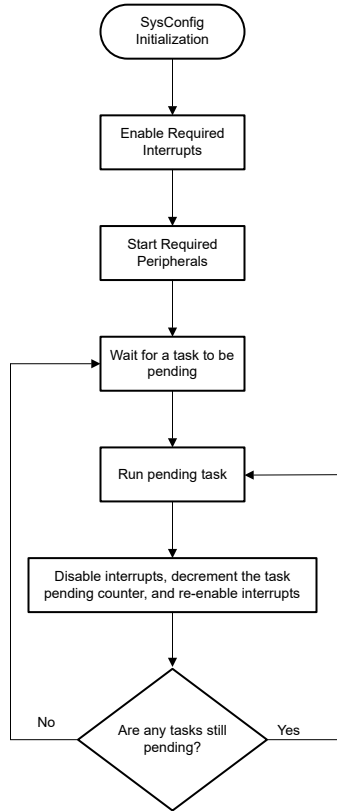 SysConfig
Initialization
Enable Required
Interrupts
Start Required
Peripherals
Wait for a task to be
pending
Run pending task
Disable interrupts, decrement the task
pending counter, and re-enable interrupts
No
Are any tasks still
pending?
Yes